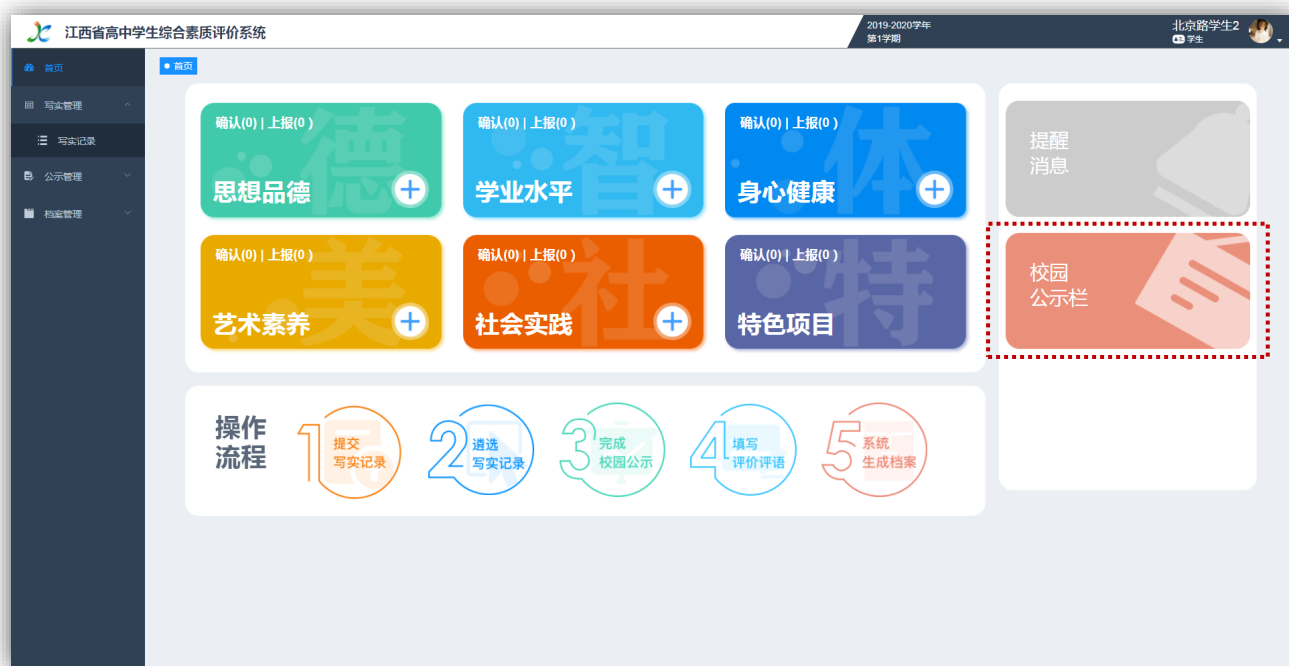 江西省高中学生综合素质评价系统
2019-2020学年
第1学期
北京路学生2
学生
首页
写实管理
写实记录
公示管理
档案管理
首页
确认(0) | 上报(0 )
德
思想品德
确认(0) | 上报(0 )
智
学业水平
确认(0) | 上报(0 )
体
身心健康
确认(0) | 上报(0 )
美
艺术素养
确认(0) | 上报(0 )
社
社会实践
确认(0) | 上报(0 )
特
特色项目
提醒
消息
校园
公示栏
操作
流程
1
提交
写实记录
2
遴选
写实记录
3
完成
校园公示
4
填写
评价评语
5
系统
生成档案